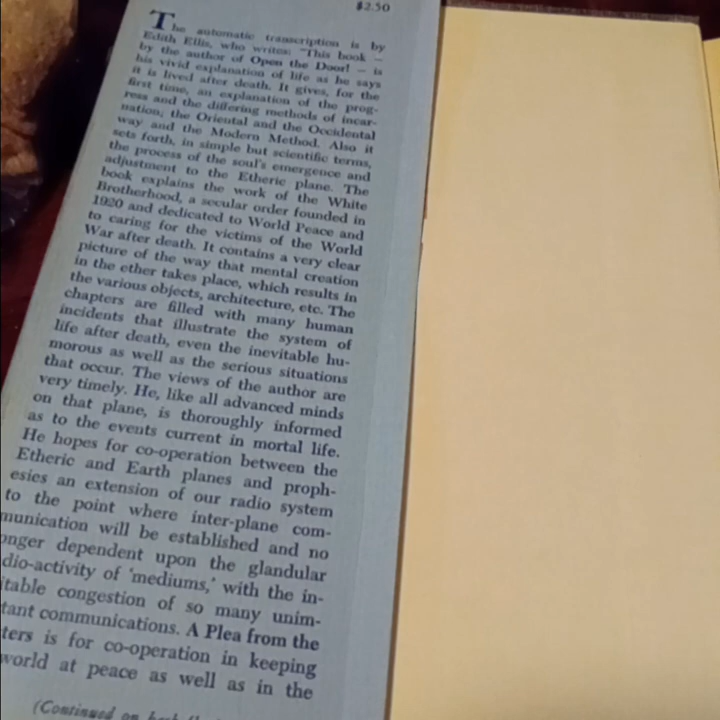 $2.50
The automatic transcription is by
Edith Ellis, who writes: "This book —
by the author of Open the Door! — is
his vivid explanation of life as he says
it is lived after death. It gives, for the
first time, an explanation of the prog-
ress and the differing methods of incar-
nation; the Oriental and the Occidental
way and the Modern Method. Also it
sets forth, in simple but scientific terms,
the process of the soul's emergence and
adjustment to the Etheric plane. The
book explains the work of the White
Brotherhood, a secular order founded in
1920 and dedicated to World Peace and
to caring for the victims of the World
War after death. It contains a very clear
picture of the way that mental creation
in the ether takes place, which results in
the various objects, architecture, etc. The
chapters are filled with many human
incidents that illustrate the system of
life after death, even the inevitable hu-
morous as well as the serious situations
that occur. The views of the author are
very timely. He, like all advanced minds
on that plane, is thoroughly informed
as to the events current in mortal life.
He hopes for co-operation between the
Etheric and Earth planes and proph-
esies an extension of our radio system
to the point where inter-plane com-
munication will be established and no
onger dependent upon the glandular
dio-activity of 'mediums,' with the in-
itable congestion of so many unim-
tant communications. A Plea from the
ters is for co-operation in keeping
world at peace as well as in the
(Continued on back